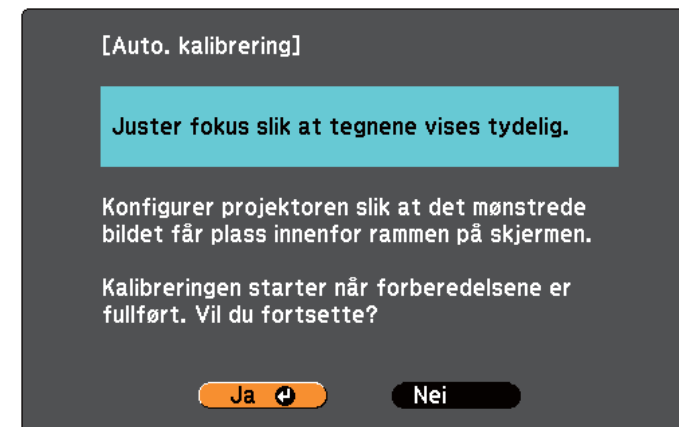 [Auto. kalibrering]
Juster fokus slik at tegnene vises tydelig.
Konfigurer projektoren slik at det mønstrede
bildet får plass innenfor rammen på skjermen.
Kalibreringen starter når forberedelsene er
fullført. Vil du fortsette?
Ja
Nei